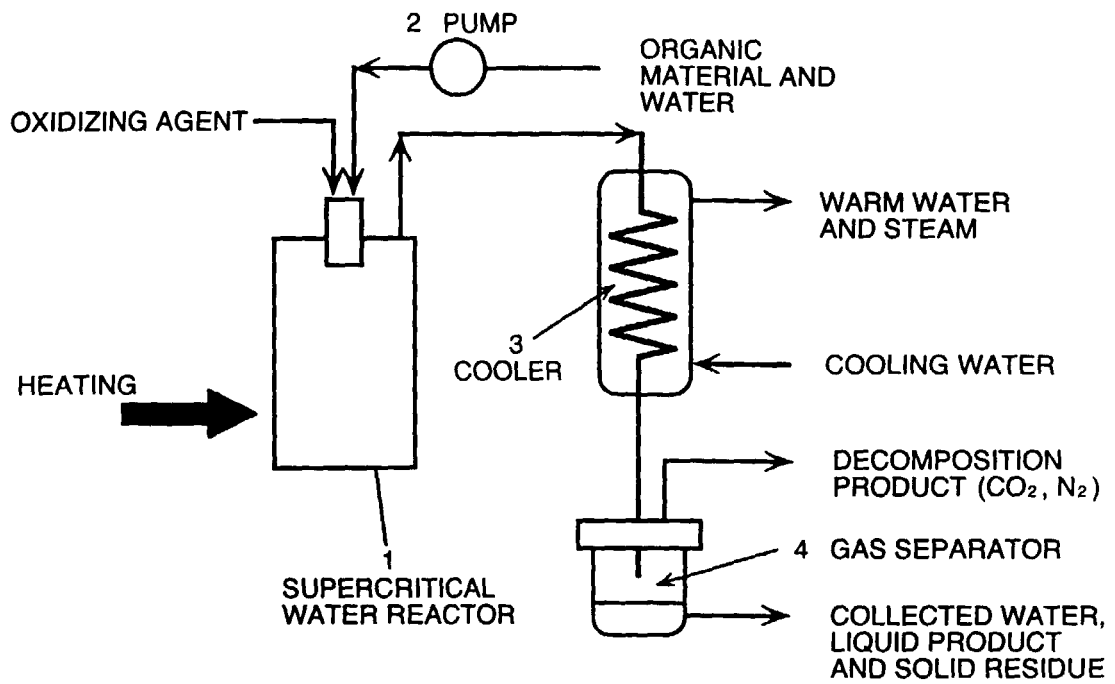 2 PUMP
ORGANIC
MATERIAL AND
WATER
OXIDIZING AGENT
WARM WATER
AND STEAM
3
COOLER
COOLING WATER
HEATING
DECOMPOSITION
PRODUCT (CO₂, N₂)
4 GAS SEPARATOR
1
SUPERCRITICAL
WATER REACTOR
COLLECTED WATER,
LIQUID PRODUCT
AND SOLID RESIDUE